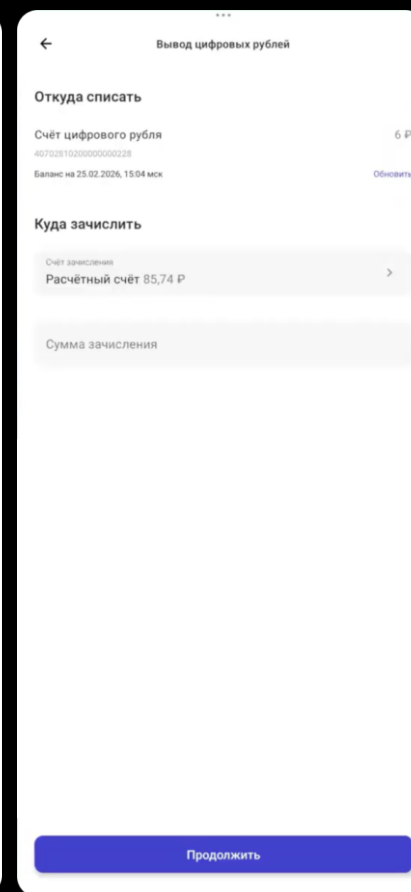 Вывод цифровых рублей
Откуда списать
Счёт цифрового рубля 6 ₽
40702810200000000228
Баланс на 25.02.2026, 15:04 мск Обновить
Куда зачислить
Счёт зачисления
Расчётный счёт 85,74 ₽
Сумма зачисления
Продолжить